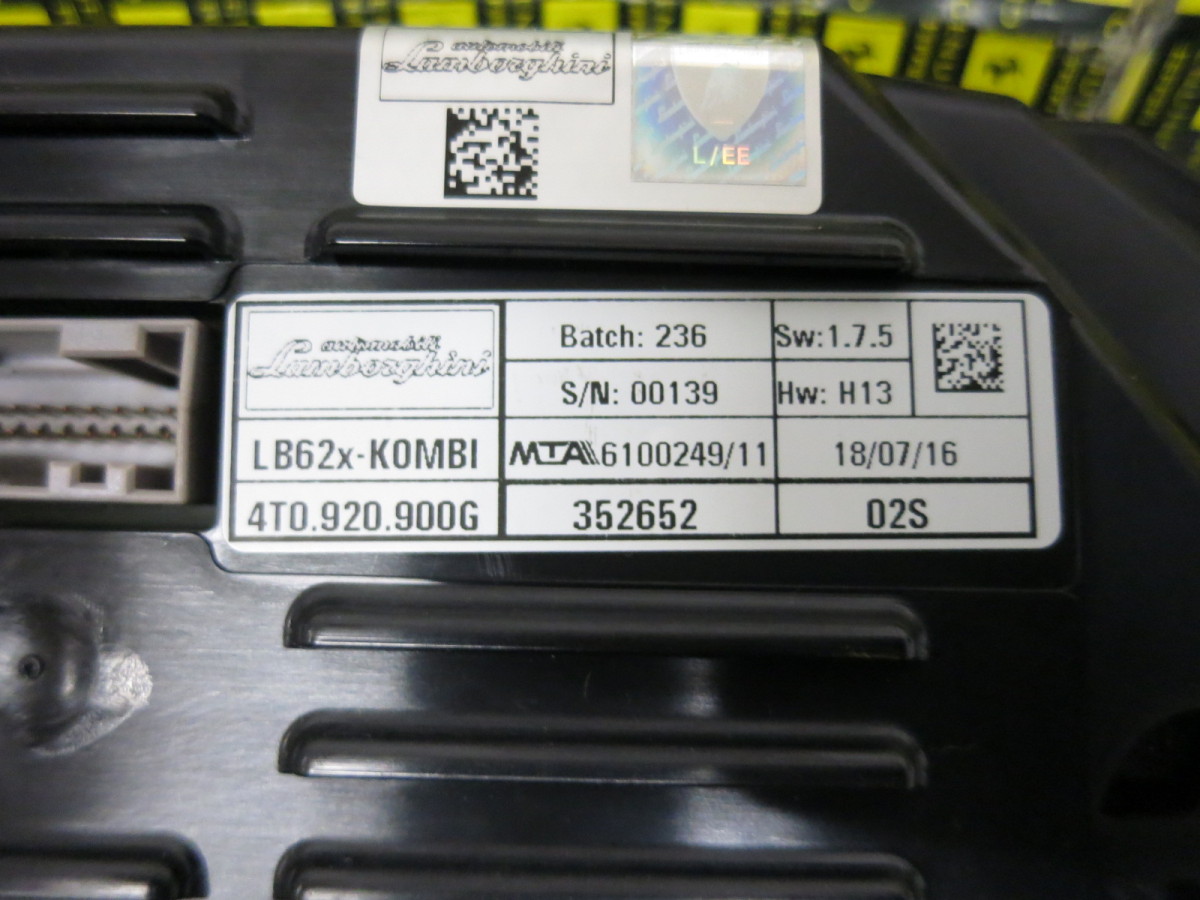 automobili
Lamborghini
L/EE
automobili
Lamborghini
Batch: 236
Sw:1.7.5
S/N: 00139
Hw: H13
LB62x-KOMBI
MTA 6100249/11
18/07/16
4T0.920.900G
352652
02S